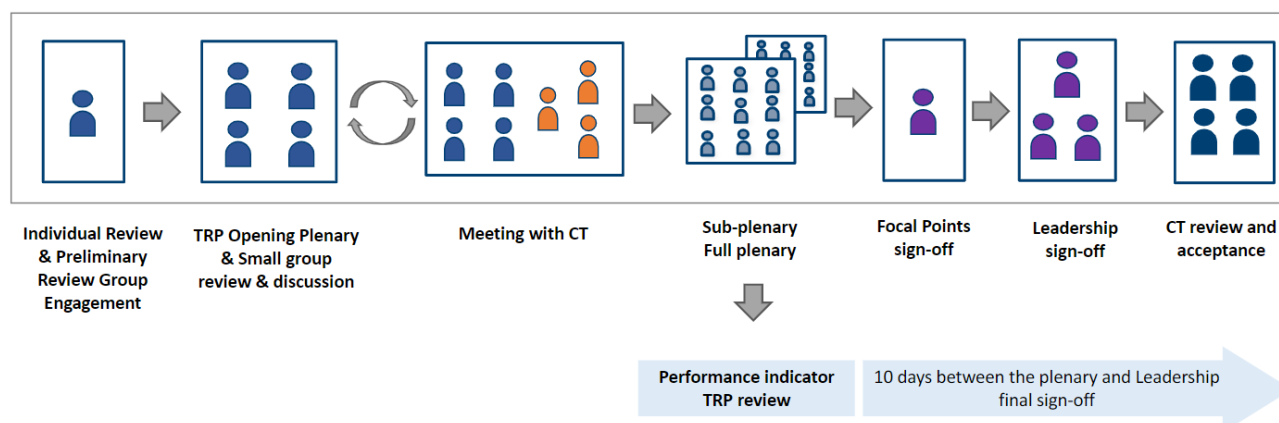 Individual Review
& Preliminary
Review Group
Engagement
TRP Opening Plenary
& Small group
review & discussion
Meeting with CT
Sub-plenary
Full plenary
Focal Points
sign-off
Leadership
sign-off
CT review and
acceptance
Performance indicator
TRP review
10 days between the plenary and Leadership
final sign-off